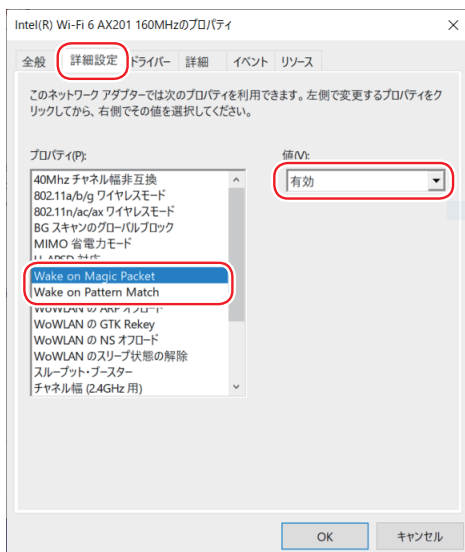 Intel(R) Wi-Fi 6 AX201 160MHzのプロパティ
全般 詳細設定 ドライバー 詳細 イベント リソース
このネットワーク アダプターでは次のプロパティを利用できます。左側で変更するプロパティをク
リックしてから、右側でその値を選択してください。
プロパティ(P):
値(V):
40Mhz チャネル幅非互換
有効
802.11a/b/g ワイヤレスモード
802.11n/ac/ax ワイヤレスモード
BG スキャンのグローバルブロック
MIMO 省電力モード
U-APSD 対応
Wake on Magic Packet
Wake on Pattern Match
WoWLAN の ARP オフロード
WoWLAN の GTK Rekey
WoWLAN の NS オフロード
WoWLAN のスリープ状態の解除
スループット・ブースター
チャネル幅 (2.4GHz 用)
OK キャンセル